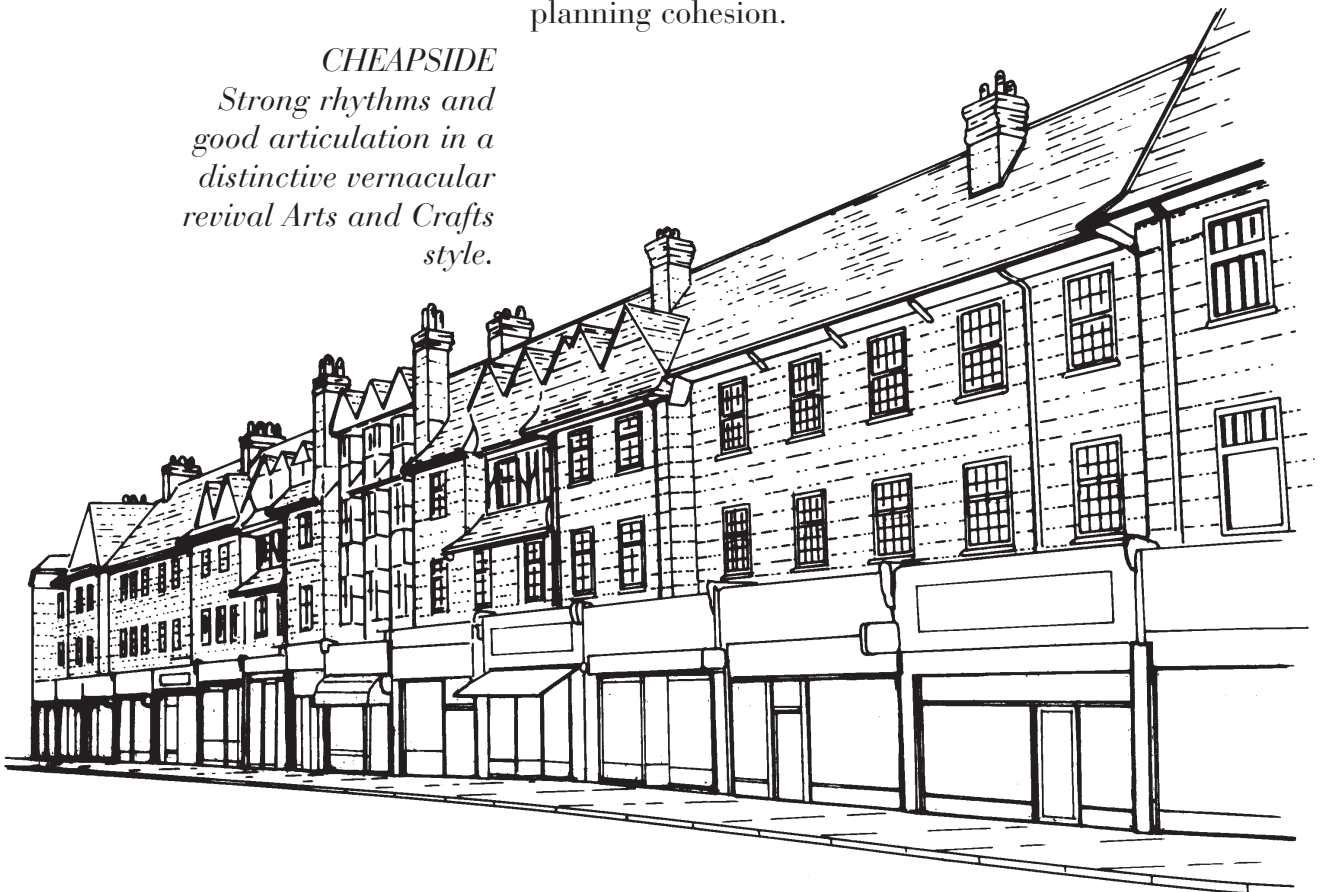 planning cohesion.
CHEAPSIDE
Strong rhythms and
good articulation in a
distinctive vernacular
revival Arts and Crafts
style.